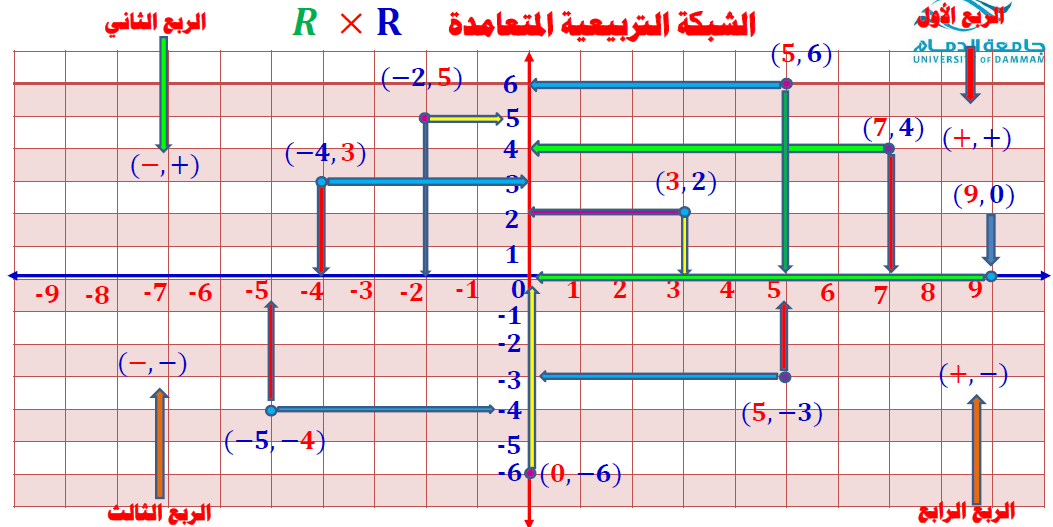 الربع الثاني
R × R
الشبكة التربيعية المتعامدة
الربع الأول
جامعة الدمام
UNIVERSITY OF DAMMAM
(−2, 5)
(5, 6)
(−4, 3)
(7, 4)
(−, +)
(+, +)
(3, 2)
(9, 0)
6
5
4
3
2
1
0
-9 -8 -7 -6 -5 -4 -3 -2 -1 1 2 3 4 5 6 7 8 9
-1
-2
-3
-4
-5
-6
(−, −)
(+, −)
(5, −3)
(−5, −4)
(0, −6)
الربع الثالث
الربع الرابع